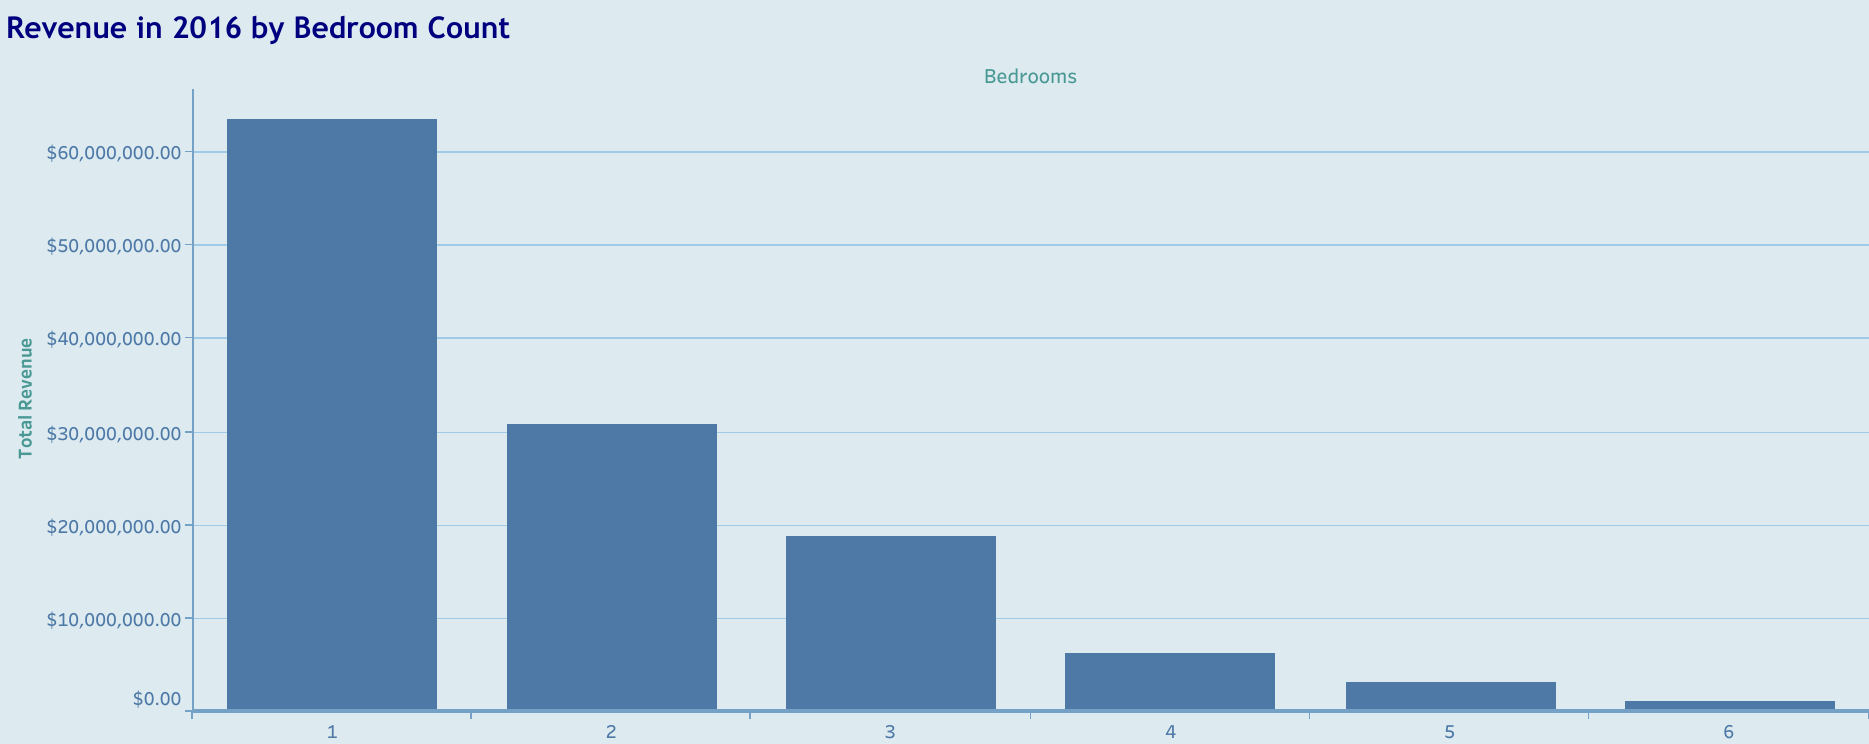 Revenue in 2016 by Bedroom Count
Bedrooms
Total Revenue
$60,000,000.00
$50,000,000.00
$40,000,000.00
$30,000,000.00
$20,000,000.00
$10,000,000.00
$0.00
1 2 3 4 5 6